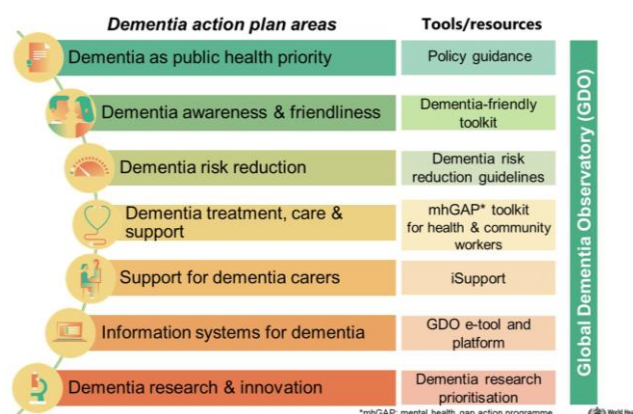 Dementia action plan areas
Tools/resources
Dementia as public health priority
Policy guidance
Dementia awareness & friendliness
Dementia-friendly
toolkit
Dementia risk reduction
Dementia risk
reduction guidelines
Dementia treatment, care &
support
mhGAP* toolkit
for health & community
workers
Support for dementia carers
iSupport
Information systems for dementia
GDO e-tool and
platform
Dementia research & innovation
Dementia research
prioritisation
Global Dementia Observatory (GDO)
*mhGAP: mental health gap action programme